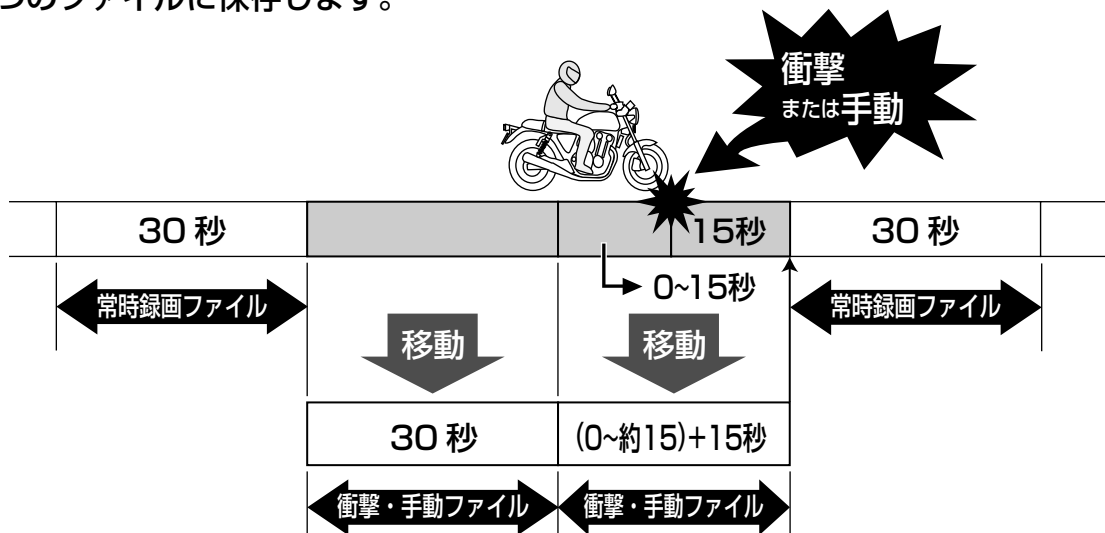 つのファイルに保存します。
衝撃
または手動
30 秒
15秒
30 秒
0~15秒
常時録画ファイル
常時録画ファイル
移動
移動
30 秒
(0~約15)+15秒
衝撃・手動ファイル
衝撃・手動ファイル